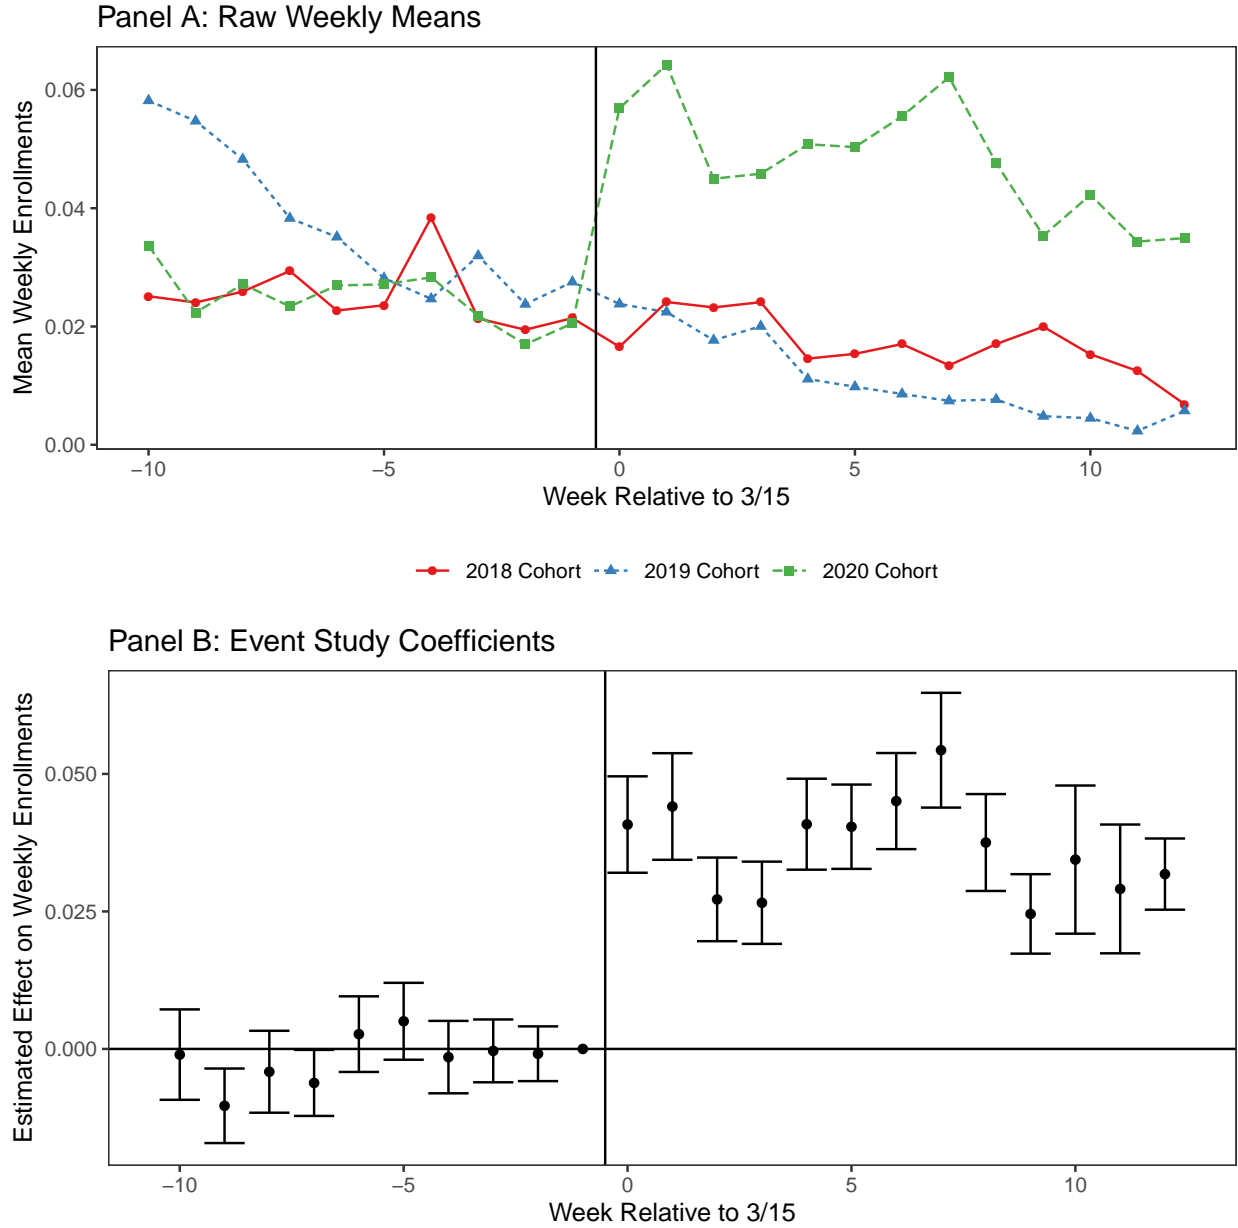 Panel A: Raw Weekly Means
Mean Weekly Enrollments
0.06
0.04
0.02
0.00
−10 −5 0 5 10
Week Relative to 3/15
2018 Cohort 2019 Cohort 2020 Cohort
Panel B: Event Study Coefficients
Estimated Effect on Weekly Enrollments
0.050
0.025
0.000
−10 −5 0 5 10
Week Relative to 3/15